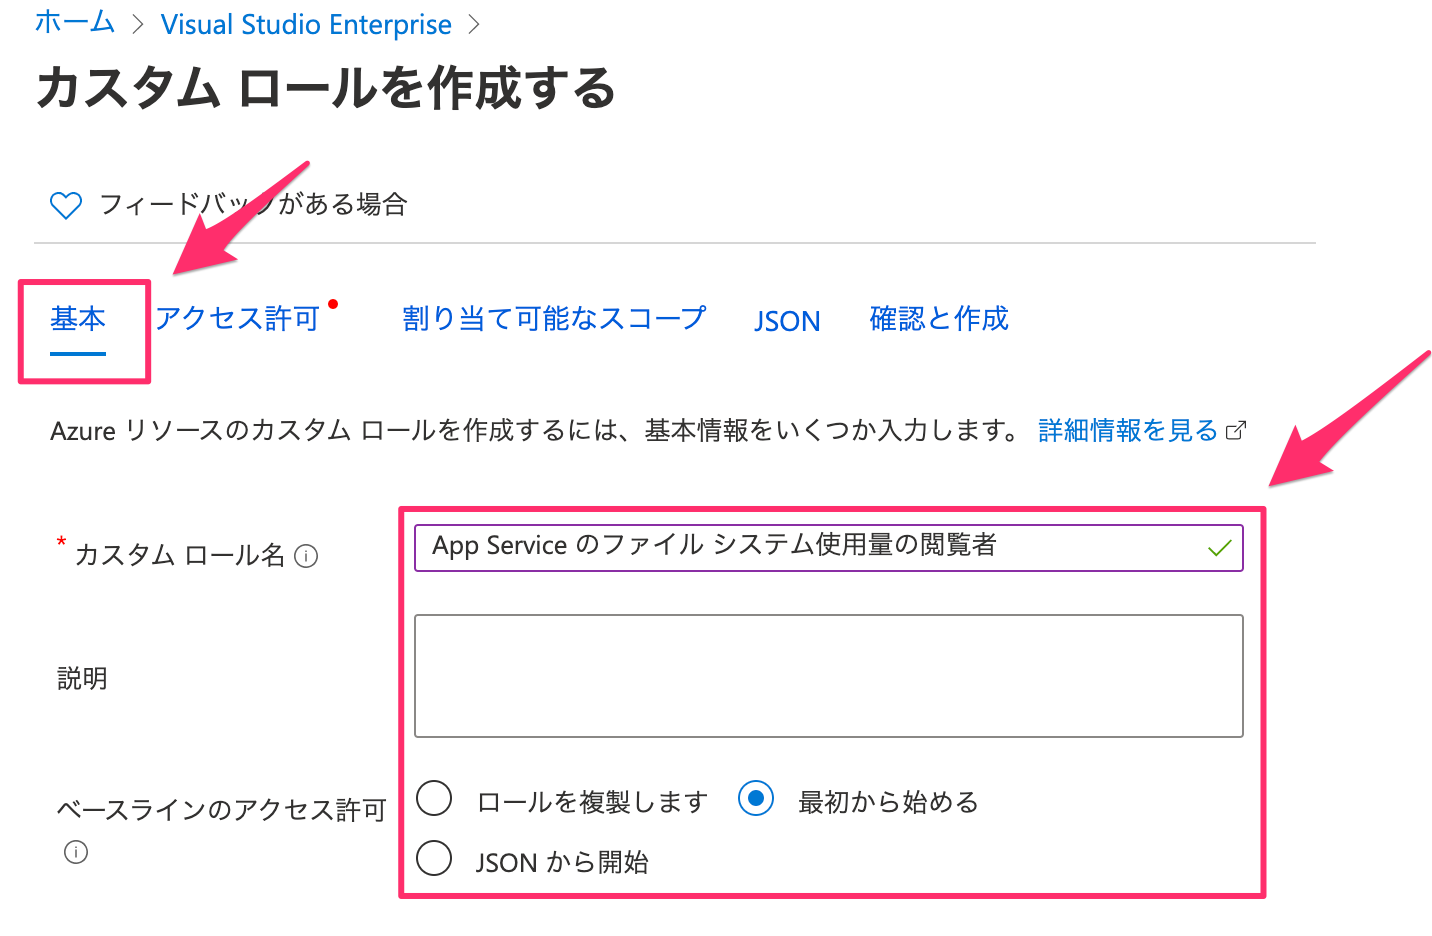 ホーム > Visual Studio Enterprise >
カスタム ロールを作成する
フィードバックがある場合
基本 アクセス許可 割り当て可能なスコープ JSON 確認と作成
Azure リソースのカスタム ロールを作成するには、基本情報をいくつか入力します。 詳細情報を見る
* カスタム ロール名 App Service のファイル システム使用量の閲覧者
説明
ベースラインのアクセス許可 ロールを複製します 最初から始める
JSON から開始